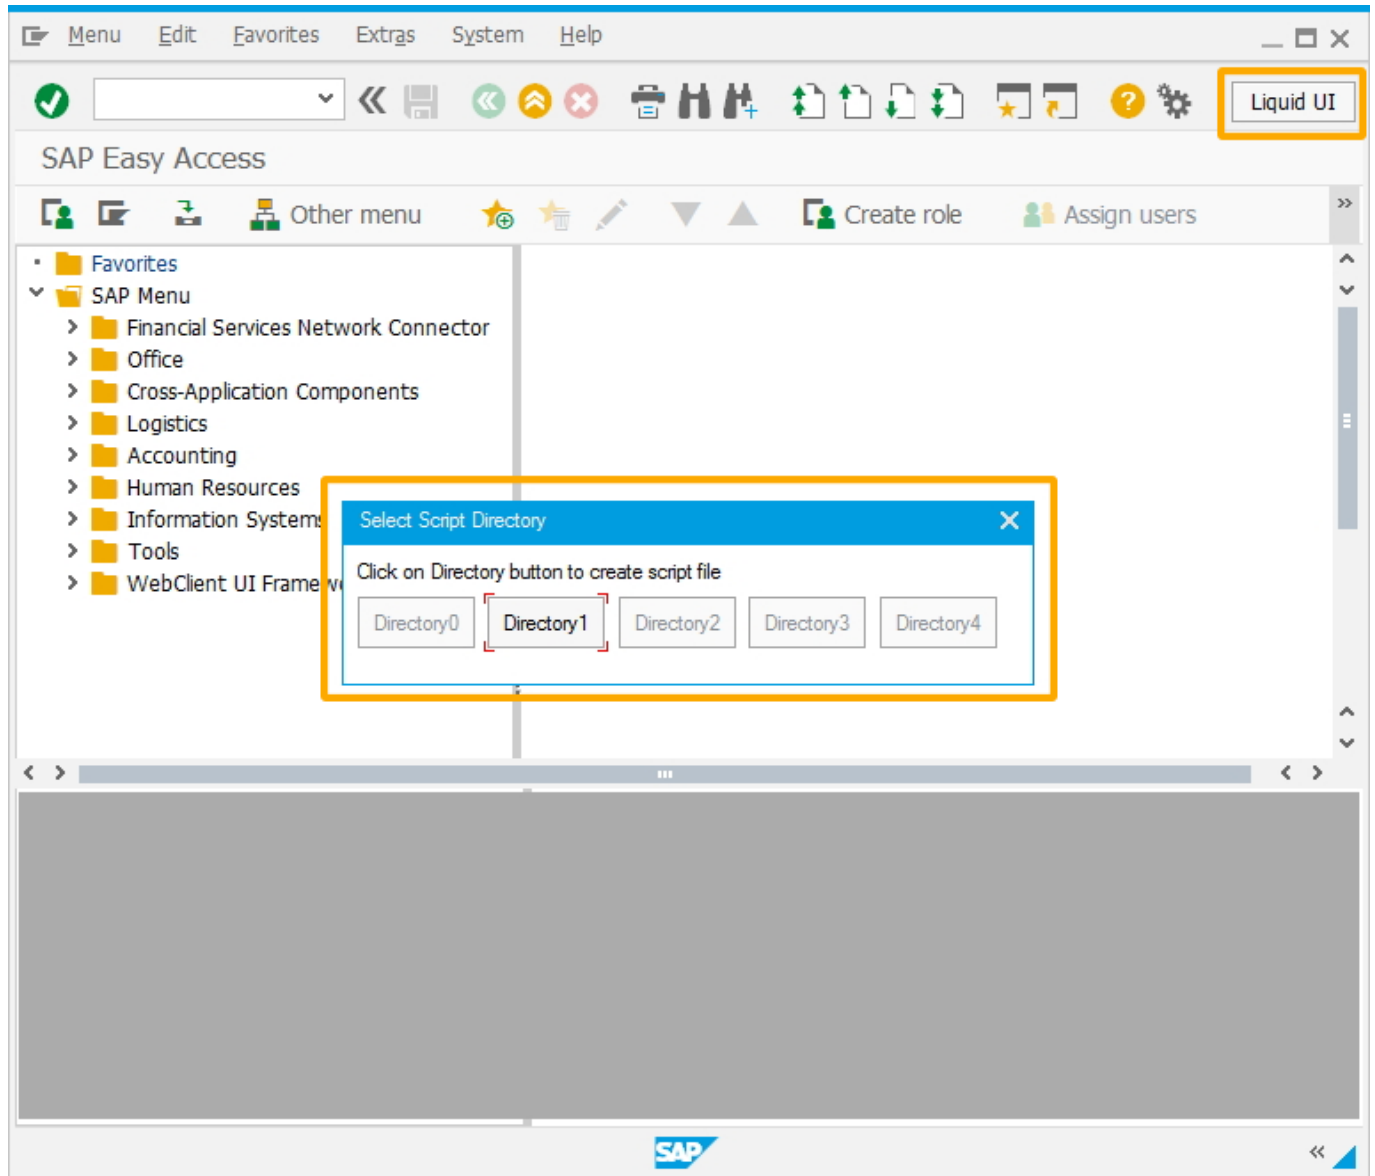 Menu Edit Favorites Extras System Help
Liquid UI
SAP Easy Access
Other menu Create role Assign users
Favorites
SAP Menu
Financial Services Network Connector
Office
Cross-Application Components
Logistics
Accounting
Human Resources
Information Systems
Tools
WebClient UI Framew
Select Script Directory
Click on Directory button to create script file
Directory0 Directory1 Directory2 Directory3 Directory4
SAP